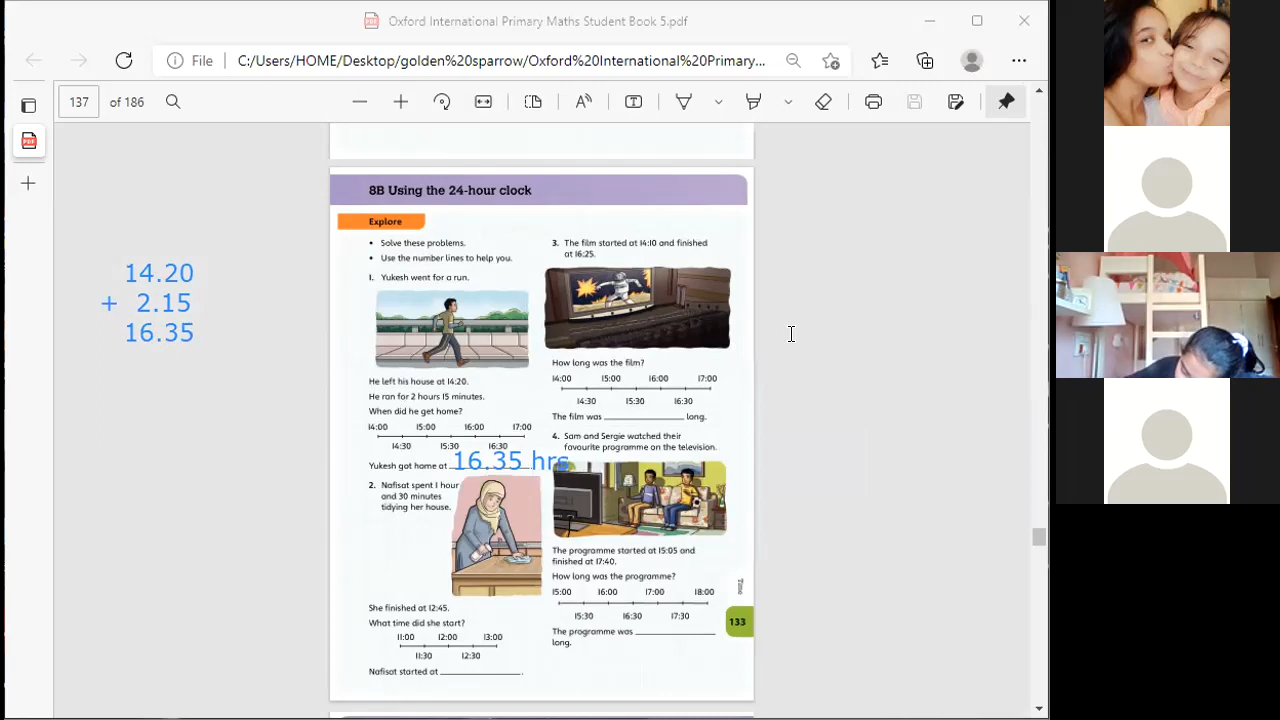 Oxford International Primary Maths Student Book 5.pdf
File C:/Users/HOME/Desktop/golden%20sparrow/Oxford%20International%20Primary...
137 of 186
14.20
+ 2.15
16.35
8B Using the 24-hour clock
Explore
• Solve these problems.
• Use the number lines to help you.
1. Yukesh went for a run.
He left his house at 14:20.
He ran for 2 hours 15 minutes.
When did he get home?
14:00 15:00 16:00 17:00
14:30 15:30 16:30
Yukesh got home at 16.35 hrs
2. Nafisat spent 1 hour
and 30 minutes
tidying her house.
She finished at 12:45.
What time did she start?
11:00 12:00 13:00
11:30 12:30
Nafisat started at ____________.
3. The film started at 14:10 and finished
at 16:25.
How long was the film?
14:00 15:00 16:00 17:00
14:30 15:30 16:30
The film was ____________ long.
4. Sam and Sergie watched their
favourite programme on the television.
The programme started at 15:05 and
finished at 17:40.
How long was the programme?
15:00 16:00 17:00 18:00
15:30 16:30 17:30
The programme was ____________
long.
Time
133